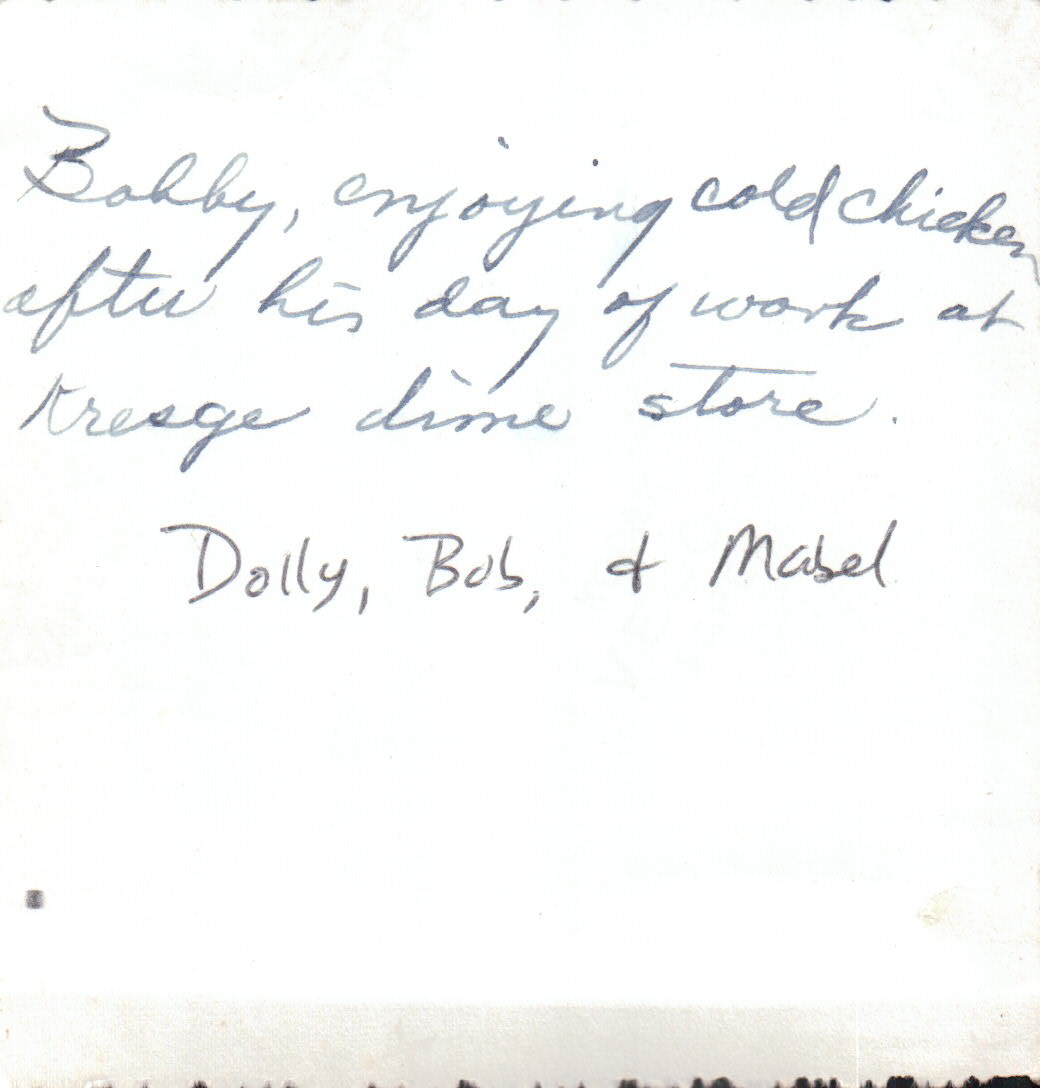 Bobby, enjoying cold chicken
after his day of work at
Kresge dime store.
Dolly, Bob, & Mabel